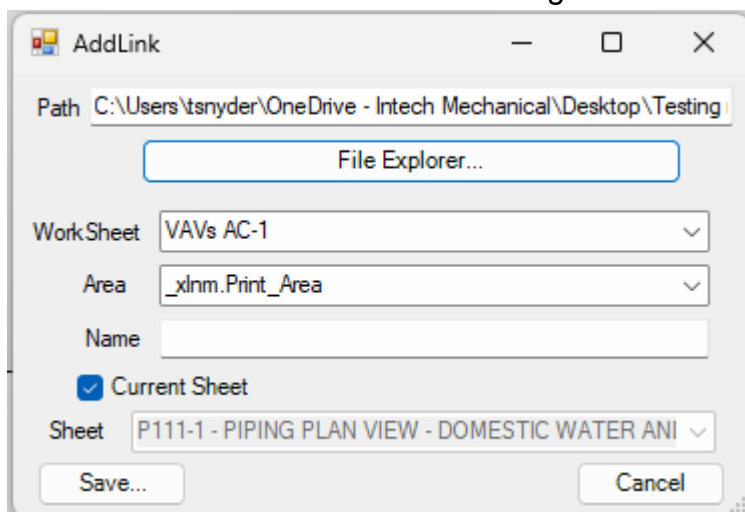 AddLink
Path C:\Users\tsnyder\OneDrive - Intech Mechanical\Desktop\Testing
File Explorer...
WorkSheet VAVs AC-1
Area _xlnm.Print_Area
Name
Current Sheet
Sheet P111-1 - PIPING PLAN VIEW - DOMESTIC WATER AN
Save... Cancel